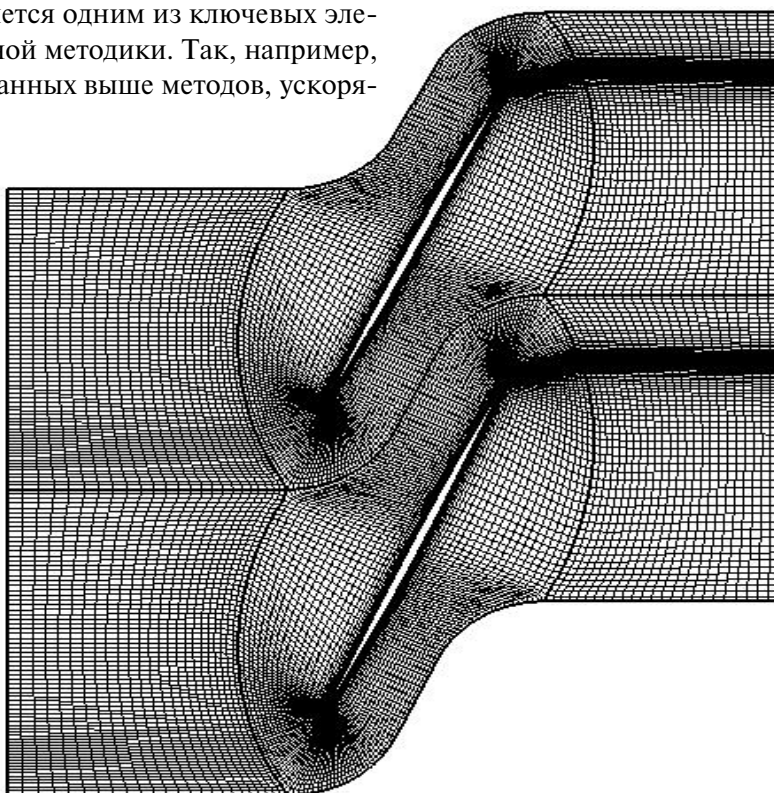 ется одним из ключевых эле-
ной методики. Так, например,
анных выше методов, ускоря-